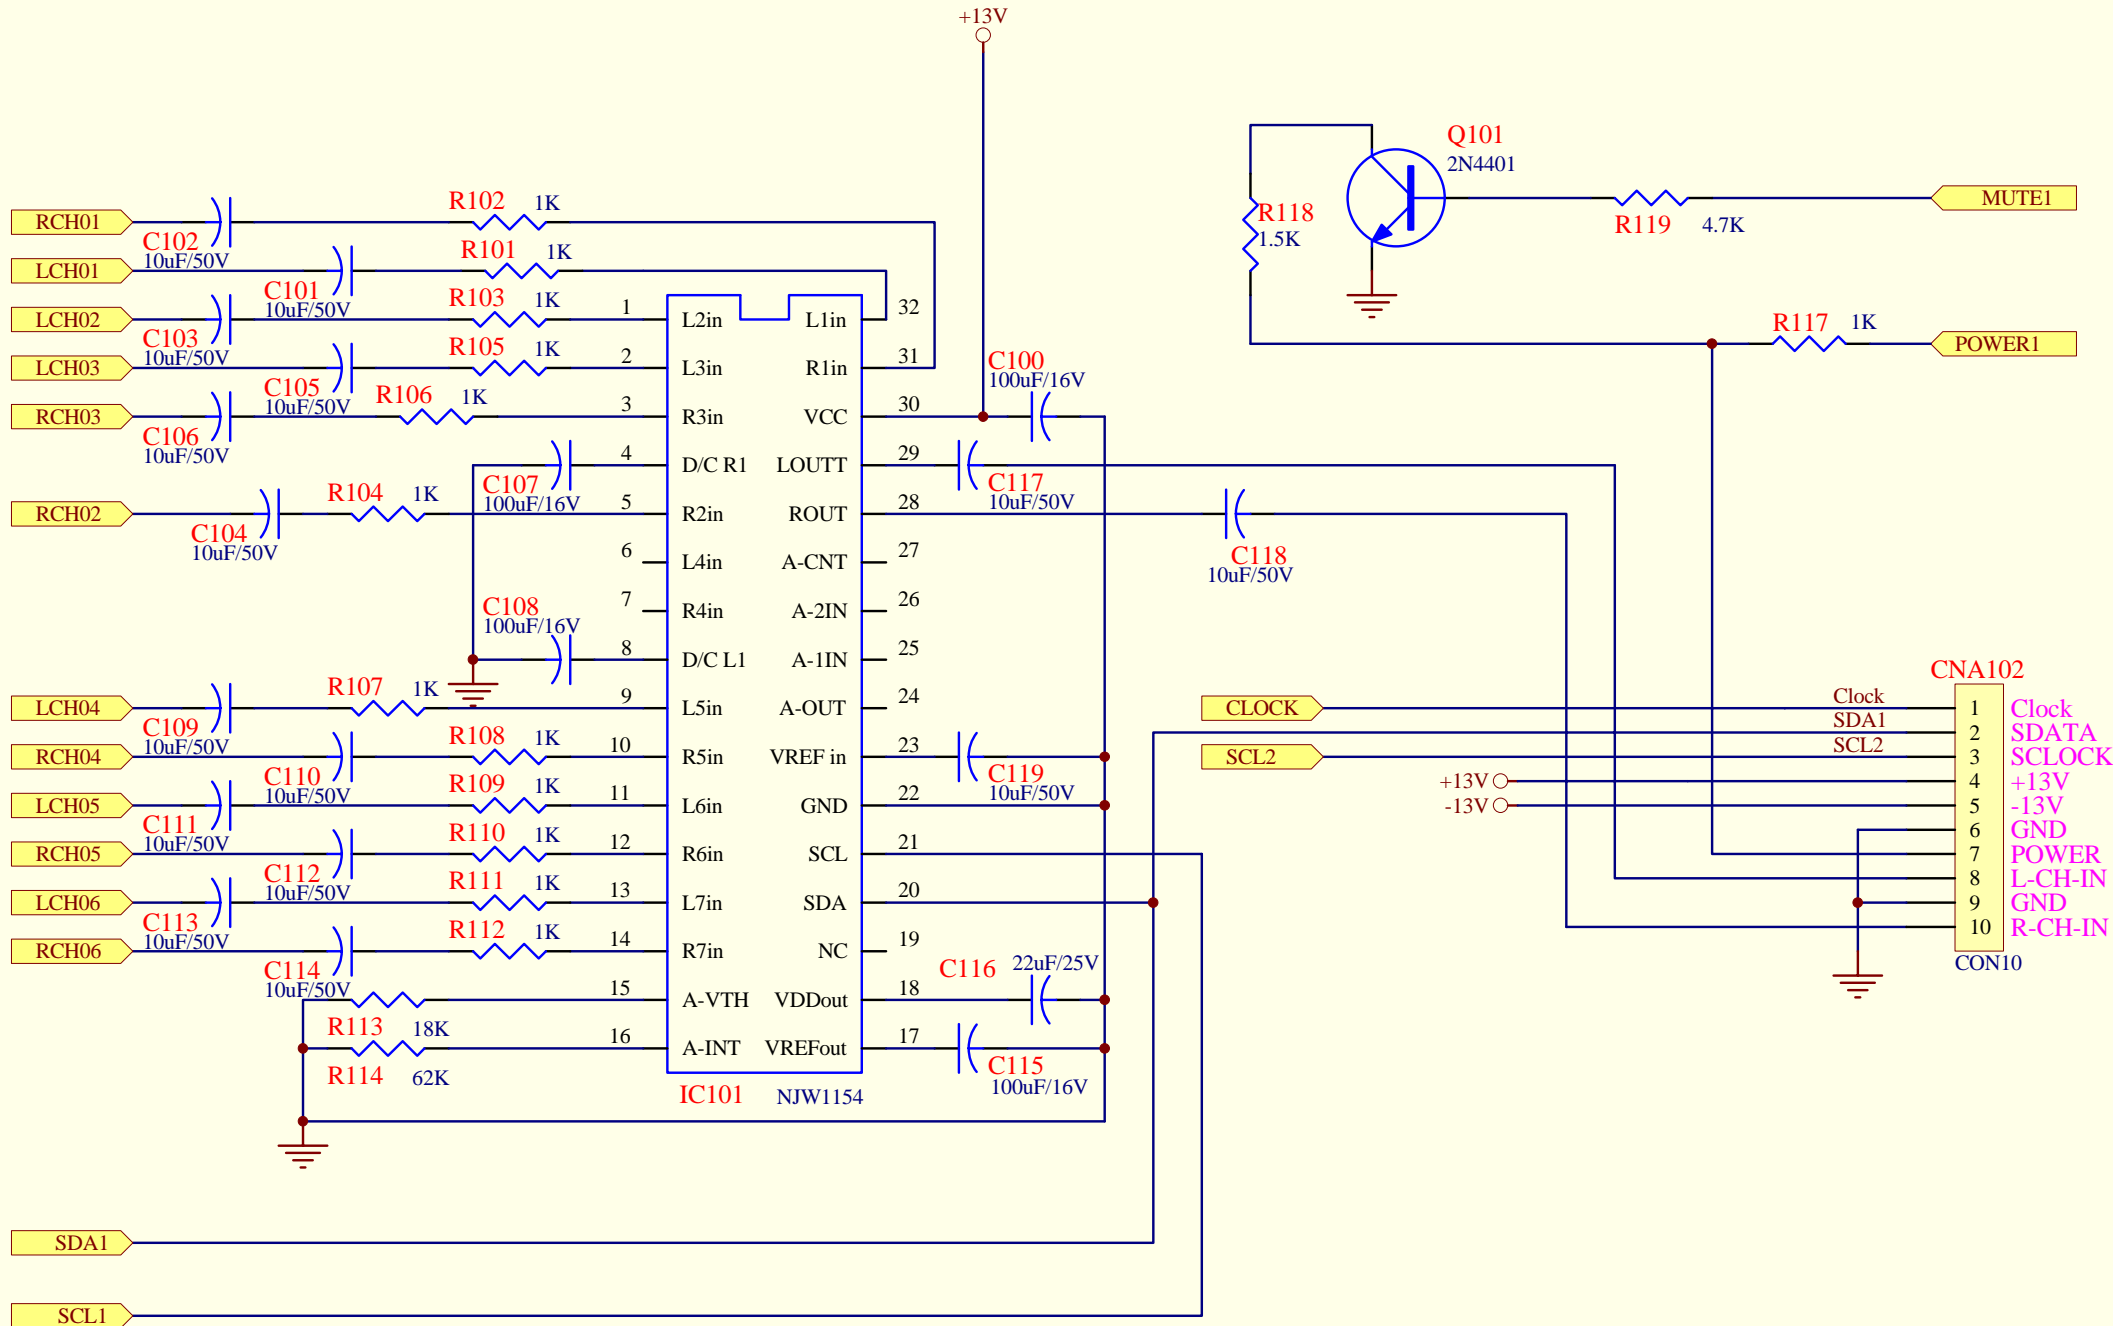 +13V
Q101
2N4401
RCH01
C102
10uF/50V
R102 1K
R118
1.5K
R119 4.7K
MUTE1
LCH01
C101
10uF/50V
R101 1K
LCH02
C103
10uF/50V
R103 1K
1 L2in
L1in 32
R117 1K
POWER1
LCH03
C105
10uF/50V
R105 1K
2 L3in
R1in 31
C100
100uF/16V
RCH03
C106
10uF/50V
R106 1K
3 R3in
VCC 30
C107
100uF/16V
4 D/C R1
LOUTT 29
C117
10uF/50V
RCH02
C104
10uF/50V
R104 1K
5 R2in
ROUT 28
C118
10uF/50V
6 L4in
A-CNT 27
7 R4in
A-2IN 26
C108
100uF/16V
8 D/C L1
A-1IN 25
LCH04
C109
10uF/50V
R107 1K
9 L5in
A-OUT 24
RCH04
C110
10uF/50V
R108 1K
10 R5in
VREF in 23
C119
10uF/50V
LCH05
C111
10uF/50V
R109 1K
11 L6in
GND 22
RCH05
C112
10uF/50V
R110 1K
12 R6in
SCL 21
LCH06
C113
10uF/50V
R111 1K
13 L7in
SDA 20
RCH06
C114
10uF/50V
R112 1K
14 R7in
NC 19
R113 18K
15 A-VTH
VDDout 18
C116 22uF/25V
R114 62K
16 A-INT
VREFout 17
C115
100uF/16V
IC101 NJW1154
CLOCK
SCL2
+13V
-13V
CNA102
Clock 1 Clock
SDA1 2 SDATA
SCL2 3 SCLOCK
4 +13V
5 -13V
6 GND
7 POWER
8 L-CH-IN
9 GND
10 R-CH-IN
CON10
SDA1
SCL1